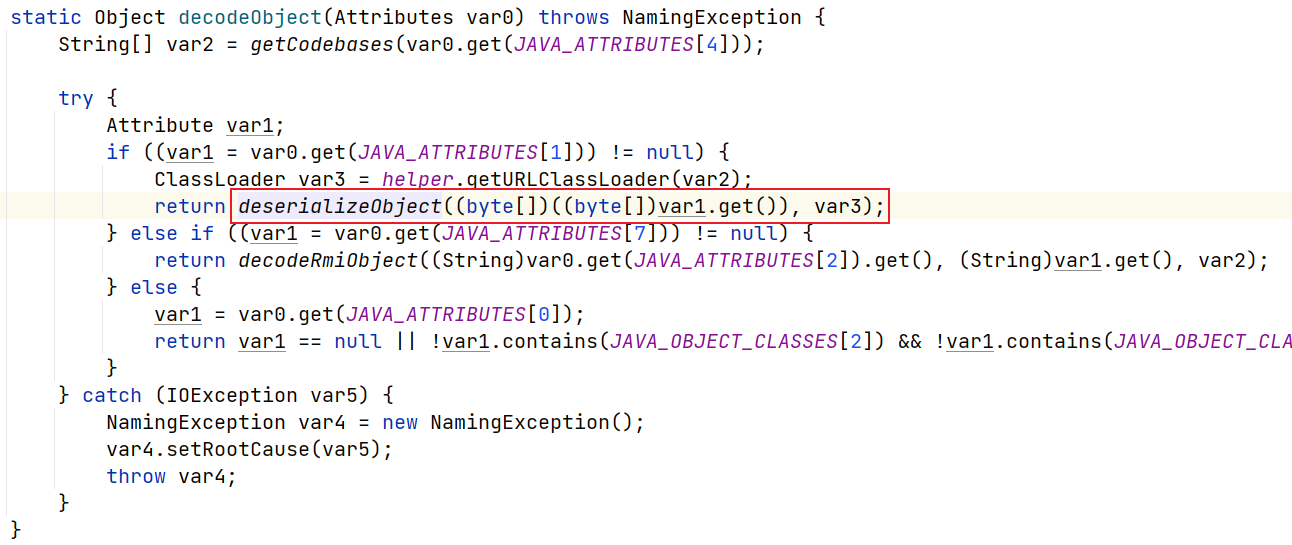 static Object decodeObject(Attributes var0) throws NamingException {
    String[] var2 = getCodebases(var0.get(JAVA_ATTRIBUTES[4]));
    try {
        Attribute var1;
        if ((var1 = var0.get(JAVA_ATTRIBUTES[1])) != null) {
            ClassLoader var3 = helper.getURLClassLoader(var2);
            return deserializeObject((byte[])((byte[])var1.get()), var3);
        } else if ((var1 = var0.get(JAVA_ATTRIBUTES[7])) != null) {
            return decodeRmiObject((String)var0.get(JAVA_ATTRIBUTES[2]).get(), (String)var1.get(), var2);
        } else {
            var1 = var0.get(JAVA_ATTRIBUTES[0]);
            return var1 == null || !var1.contains(JAVA_OBJECT_CLASSES[2]) && !var1.contains(JAVA_OBJECT_CLA
        }
    } catch (IOException var5) {
        NamingException var4 = new NamingException();
        var4.setRootCause(var5);
        throw var4;
    }
}